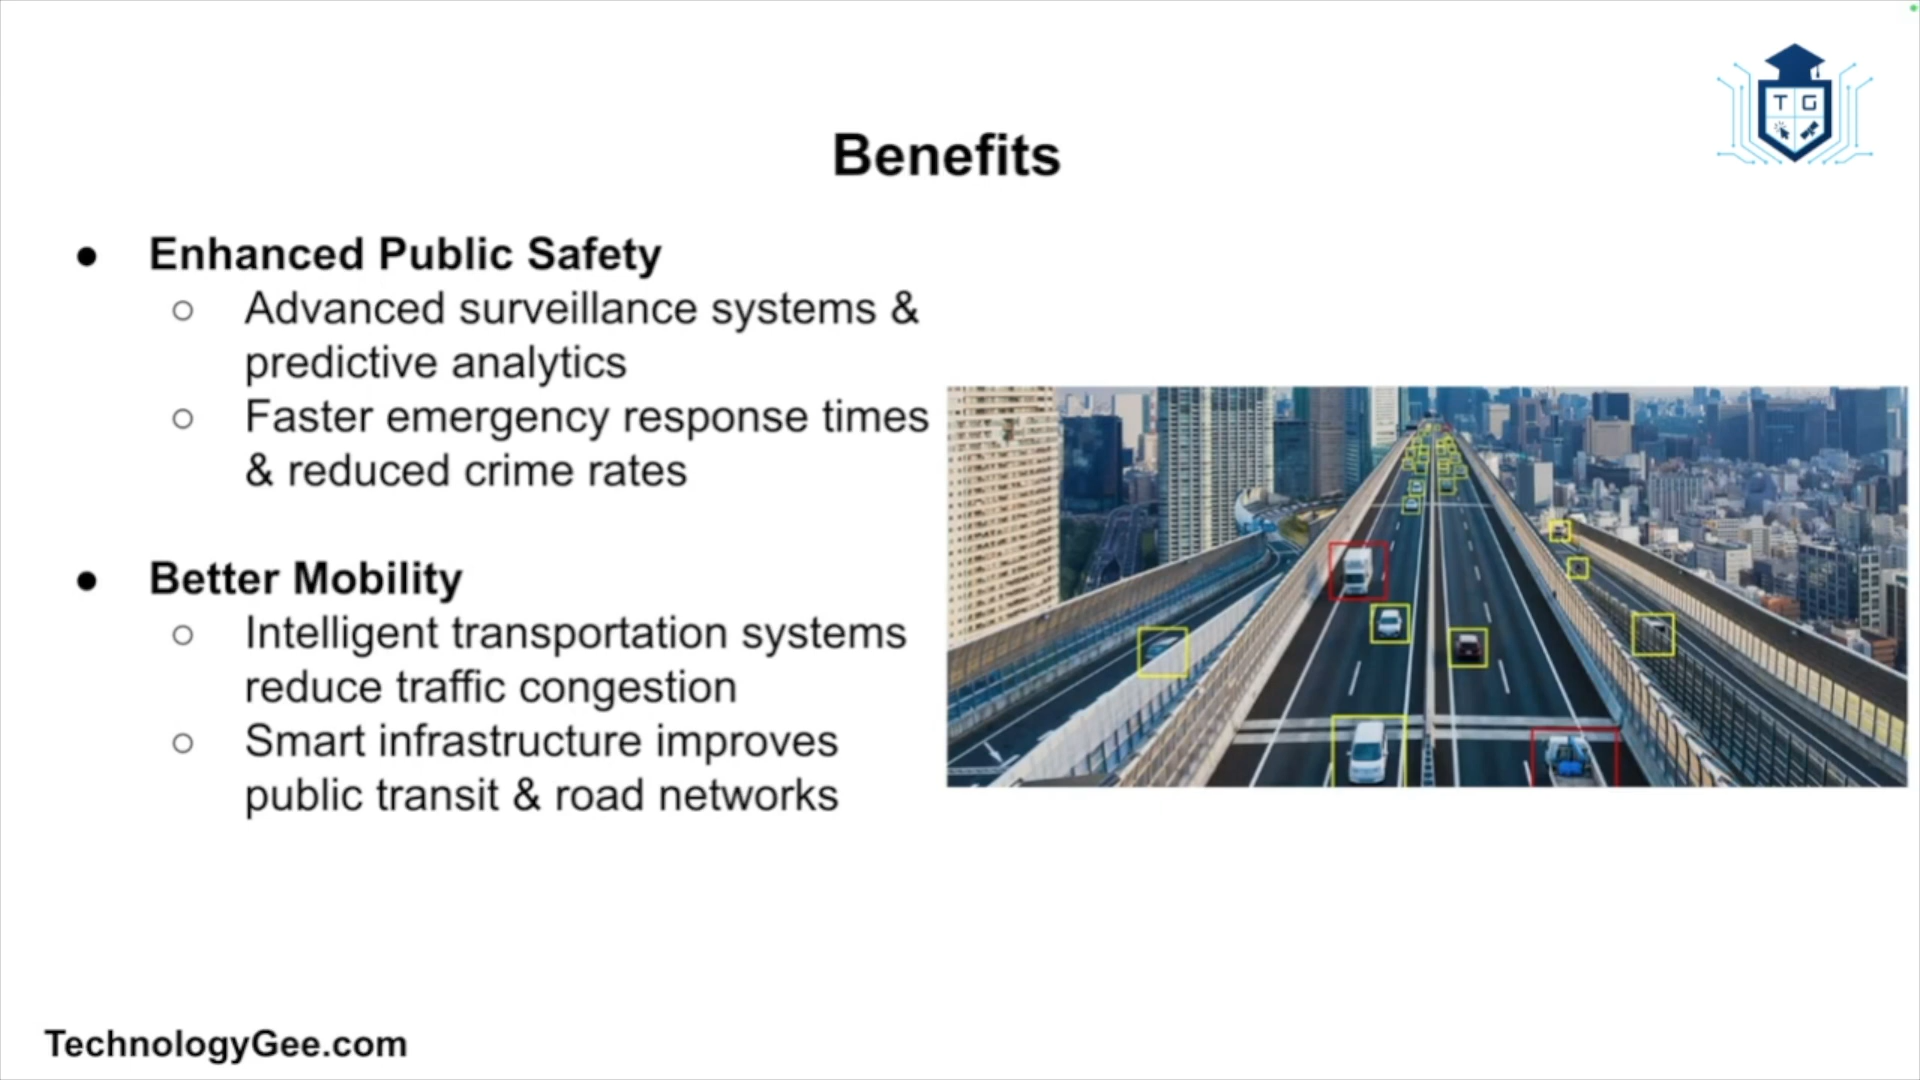 T G
Benefits
● Enhanced Public Safety
○ Advanced surveillance systems &
predictive analytics
○ Faster emergency response times
& reduced crime rates
● Better Mobility
○ Intelligent transportation systems
reduce traffic congestion
○ Smart infrastructure improves
public transit & road networks
TechnologyGee.com